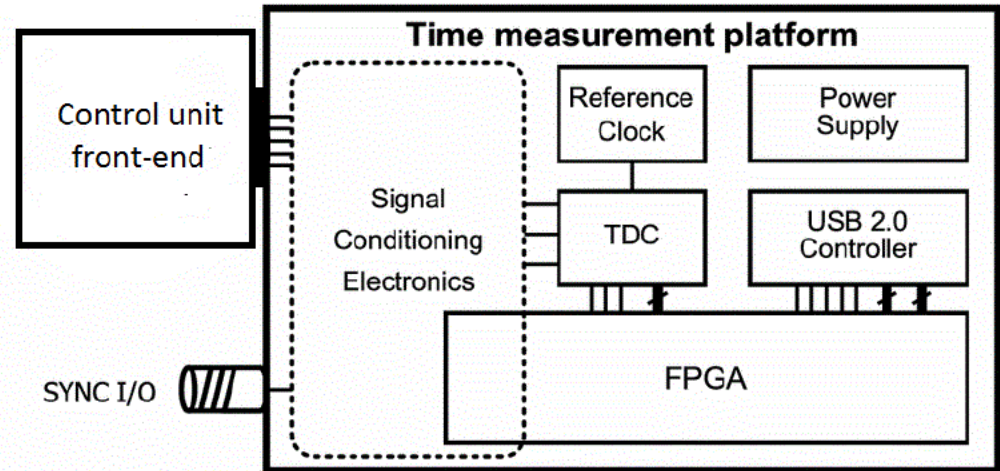 Time measurement platform
Control unit
front-end
Reference
Clock
Power
Supply
Signal
Conditioning
Electronics
TDC
USB 2.0
Controller
FPGA
SYNC I/O